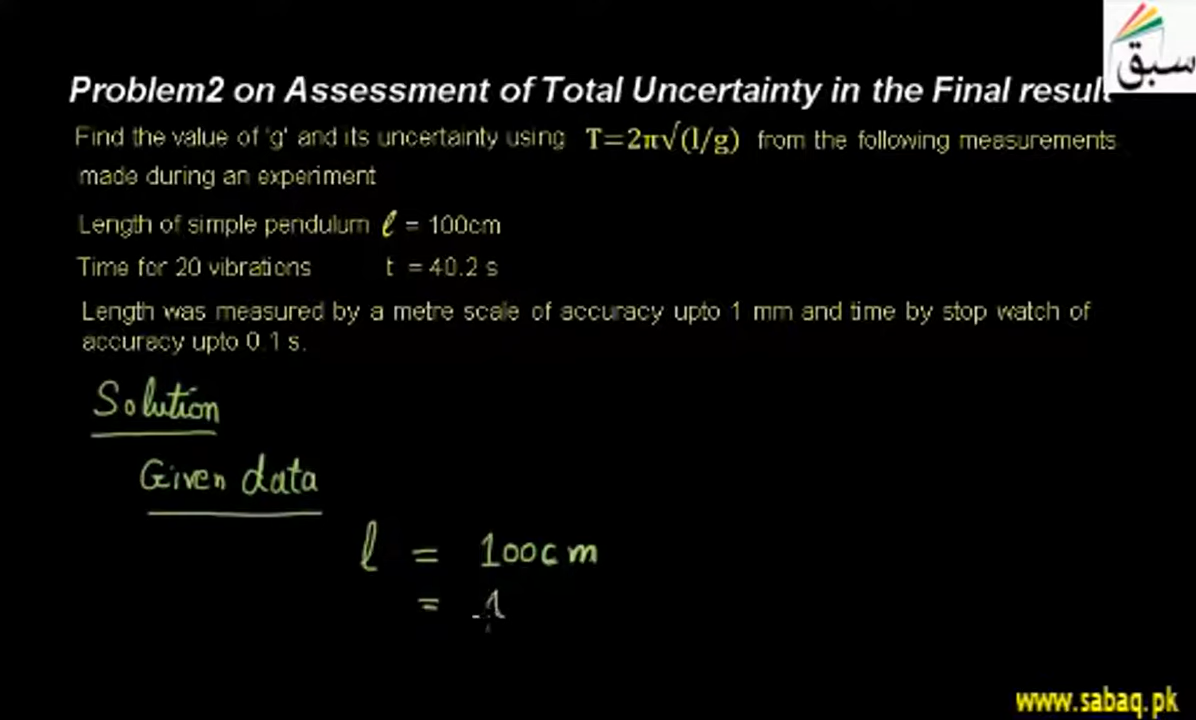 سبق
Problem2 on Assessment of Total Uncertainty in the Final result
Find the value of 'g' and its uncertainty using T=2π√(l/g) from the following measurements
made during an experiment
Length of simple pendulum ℓ = 100cm
Time for 20 vibrations t = 40.2 s
Length was measured by a metre scale of accuracy upto 1 mm and time by stop watch of
accuracy upto 0.1 s.
Solution
Given data
l = 100cm
= 1
www.sabaq.pk